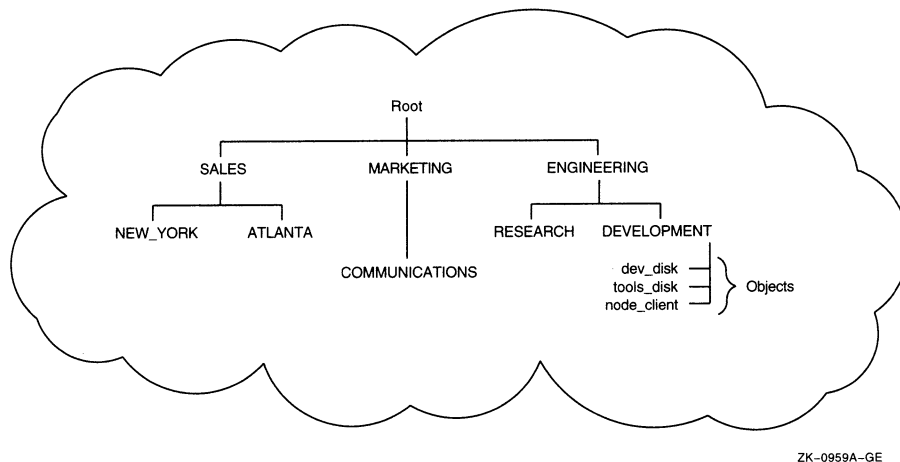 Root
SALES MARKETING ENGINEERING
NEW_YORK ATLANTA RESEARCH DEVELOPMENT
COMMUNICATIONS
dev_disk
tools_disk Objects
node_client
ZK-0959A-GE